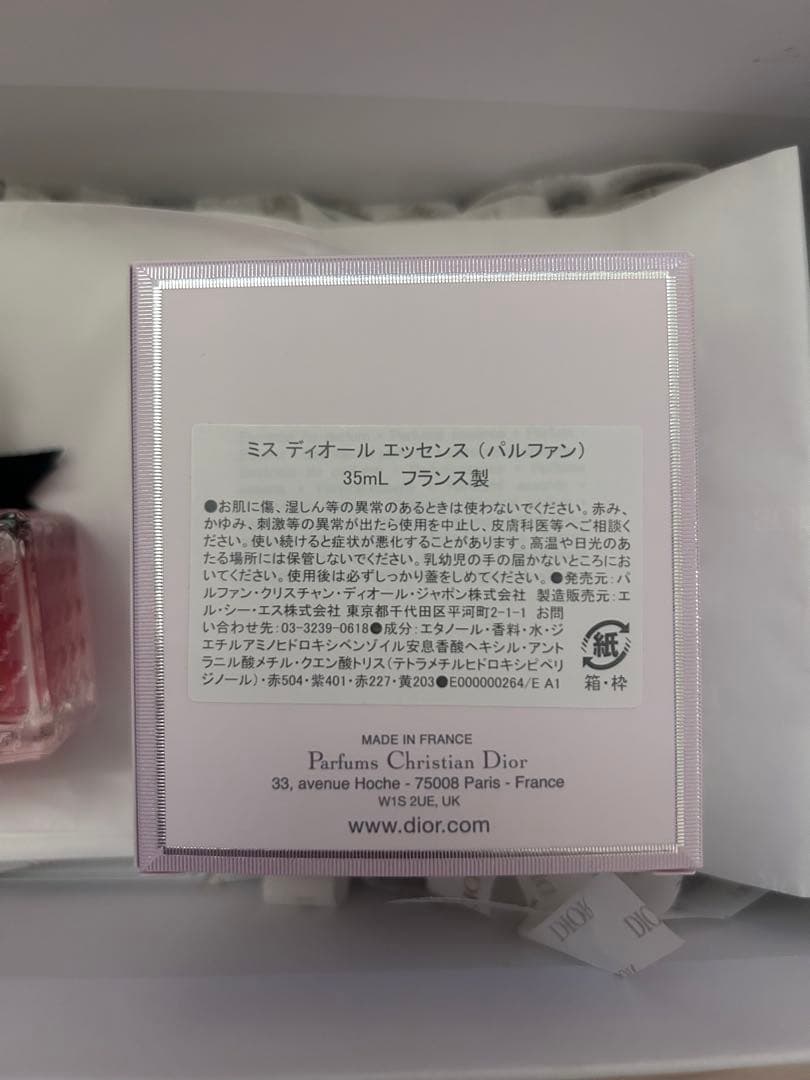 ミス ディオール エッセンス（パルファン）
35mL フランス製
●お肌に傷、湿しん等の異常のあるときは使わないでください。赤み、
かゆみ、刺激等の異常が出たら使用を中止し、皮膚科医等へご相談く
ださい。使い続けると症状が悪化することがあります。高温や日光のあ
たる場所には保管しないでください。乳幼児の手の届かないところにお
いてください。使用後は必ずしっかり蓋をしめてください。●発売元：パ
ルファン・クリスチャン・ディオール・ジャポン株式会社 製造販売元：エ
ル・シー・エス株式会社 東京都千代田区平河町2-1-1 お問
い合わせ先：03-3239-0618●成分：エタノール・香料・水・ジ
エチルアミノヒドロキシベンゾイル安息香酸ヘキシル・アント
ラニル酸メチル・クエン酸トリス(テトラメチルヒドロキシピペリ
ジノール)・赤504・紫401・赤227・黄203●E000000264/E A1
紙
箱・枠
MADE IN FRANCE
Parfums Christian Dior
33, avenue Hoche - 75008 Paris - France
W1S 2UE, UK
www.dior.com
DIOR
DIO